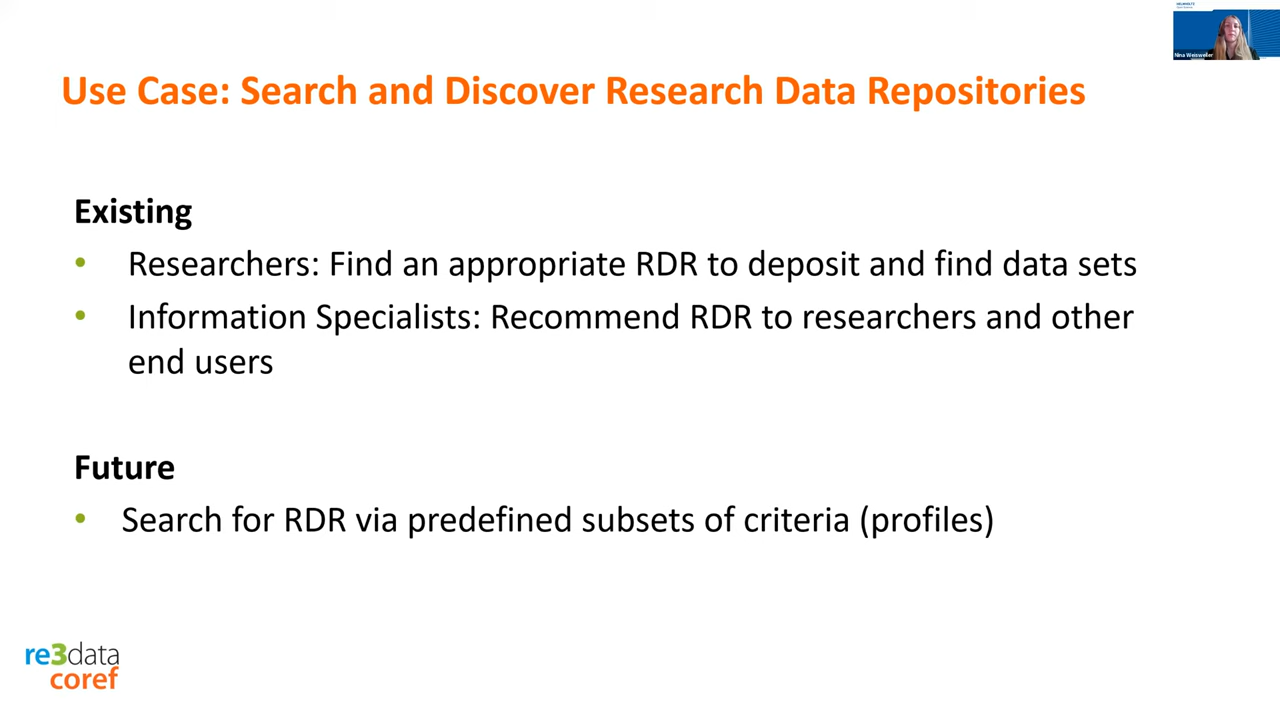 Nina Weisweiler
Use Case: Search and Discover Research Data Repositories
Existing
• Researchers: Find an appropriate RDR to deposit and find data sets
• Information Specialists: Recommend RDR to researchers and other
end users
Future
• Search for RDR via predefined subsets of criteria (profiles)
re3data
coref